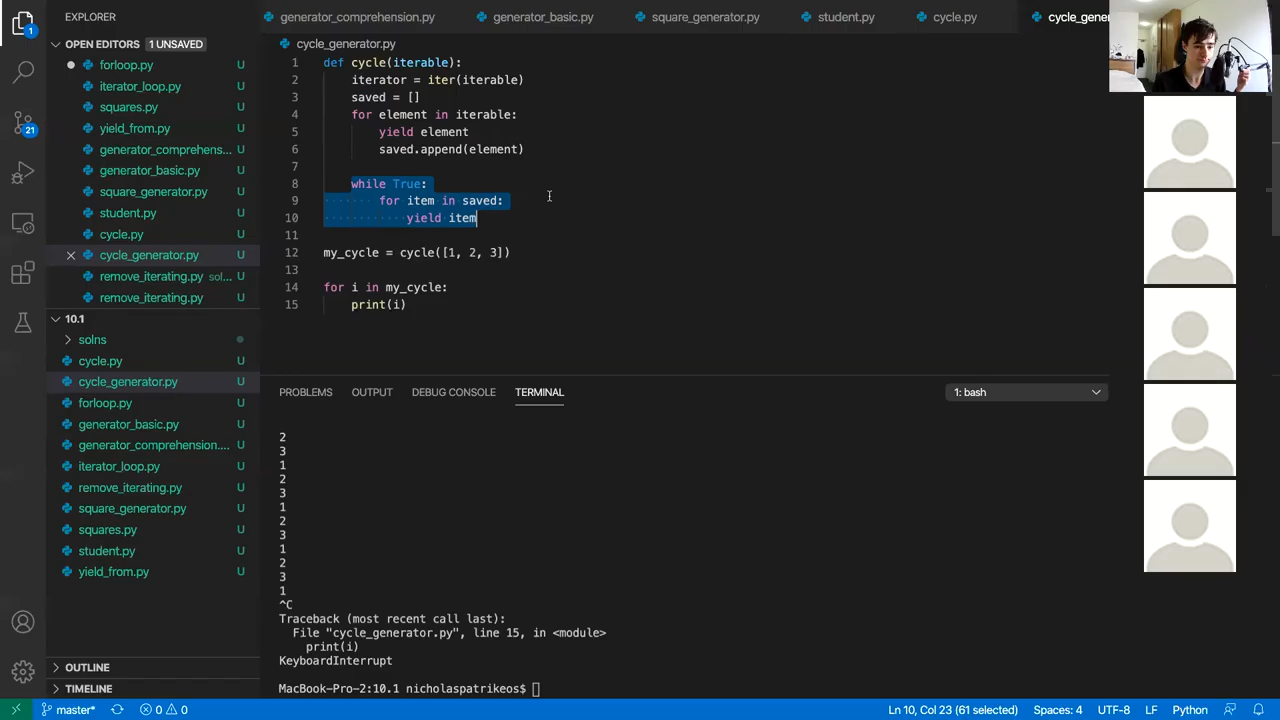 EXPLORER
OPEN EDITORS 1 UNSAVED
forloop.py U
iterator_loop.py U
squares.py U
yield_from.py U
generator_comprehens... U
generator_basic.py U
square_generator.py U
student.py U
cycle.py U
cycle_generator.py U
remove_iterating.py sol... U
remove_iterating.py U
10.1
solns
cycle.py U
cycle_generator.py U
forloop.py U
generator_basic.py U
generator_comprehension.... U
iterator_loop.py U
remove_iterating.py U
square_generator.py U
squares.py U
student.py U
yield_from.py U
OUTLINE
TIMELINE
1
21
generator_comprehension.py generator_basic.py square_generator.py student.py cycle.py cycle_gener
cycle_generator.py
1 def cycle(iterable):
2 iterator = iter(iterable)
3 saved = []
4 for element in iterable:
5 yield element
6 saved.append(element)
7
8 while True:
9 for item in saved:
10 yield item
11
12 my_cycle = cycle([1, 2, 3])
13
14 for i in my_cycle:
15 print(i)
PROBLEMS OUTPUT DEBUG CONSOLE TERMINAL 1: bash
2
3
1
2
3
1
2
3
1
2
3
1
^C
Traceback (most recent call last):
File "cycle_generator.py", line 15, in <module>
print(i)
KeyboardInterrupt
MacBook-Pro-2:10.1 nicholaspatrikeos$
master* 0 0 Ln 10, Col 23 (61 selected) Spaces: 4 UTF-8 LF Python